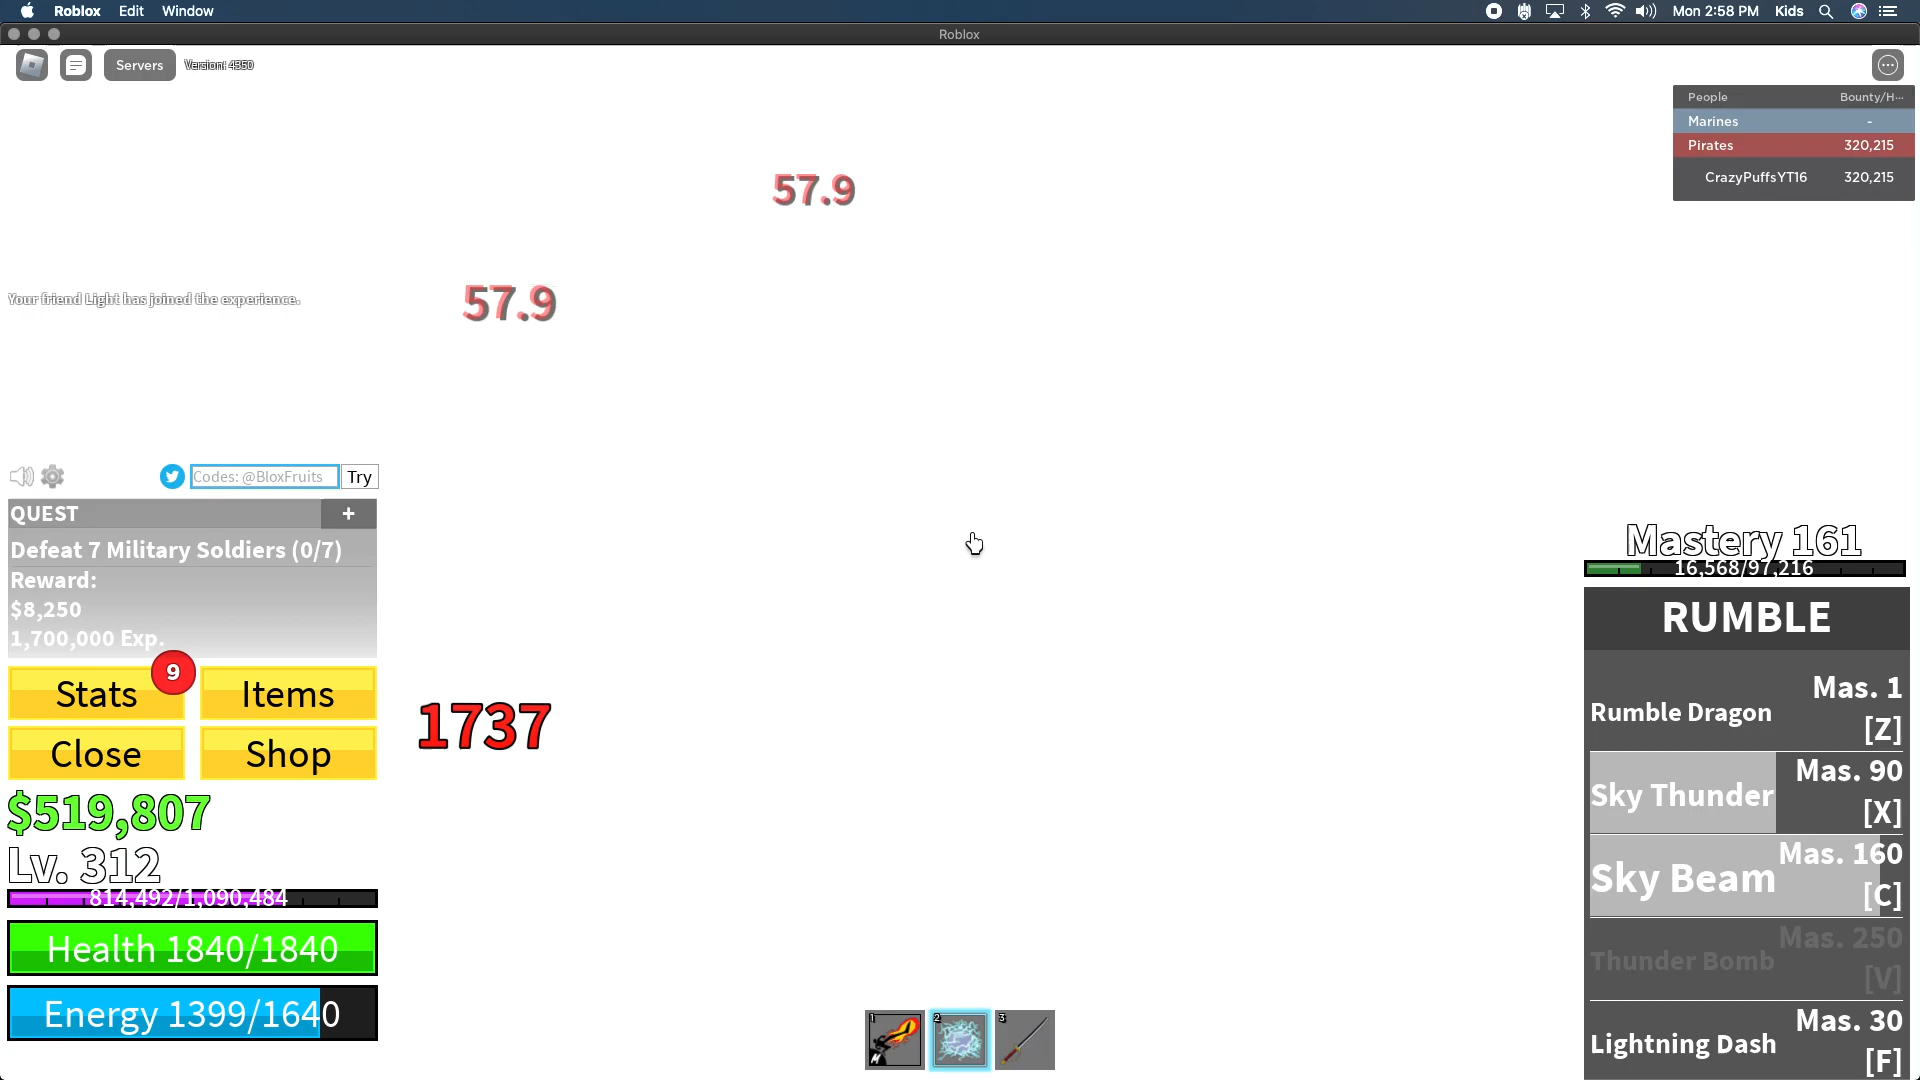 Roblox Edit Window Mon 2:58 PM Kids
Roblox
Servers Version: 4350
People Bounty/H...
Marines -
Pirates 320,215
CrazyPuffsYT16 320,215
57.9
57.9
Your friend Light has joined the experience.
Codes: @BloxFruits Try
QUEST +
Defeat 7 Military Soldiers (0/7)
Reward:
$8,250
1,700,000 Exp.
9
Stats Items
Close Shop
1737
$519,807
Lv. 312
814,492/1,090,484
Health 1840/1840
Energy 1399/1640
1 2 3
Mastery 161
16,568/97,216
RUMBLE
Mas. 1
Rumble Dragon
[Z]
Mas. 90
Sky Thunder
[X]
Mas. 160
Sky Beam
[C]
Mas. 250
Thunder Bomb
[V]
Mas. 30
Lightning Dash
[F]